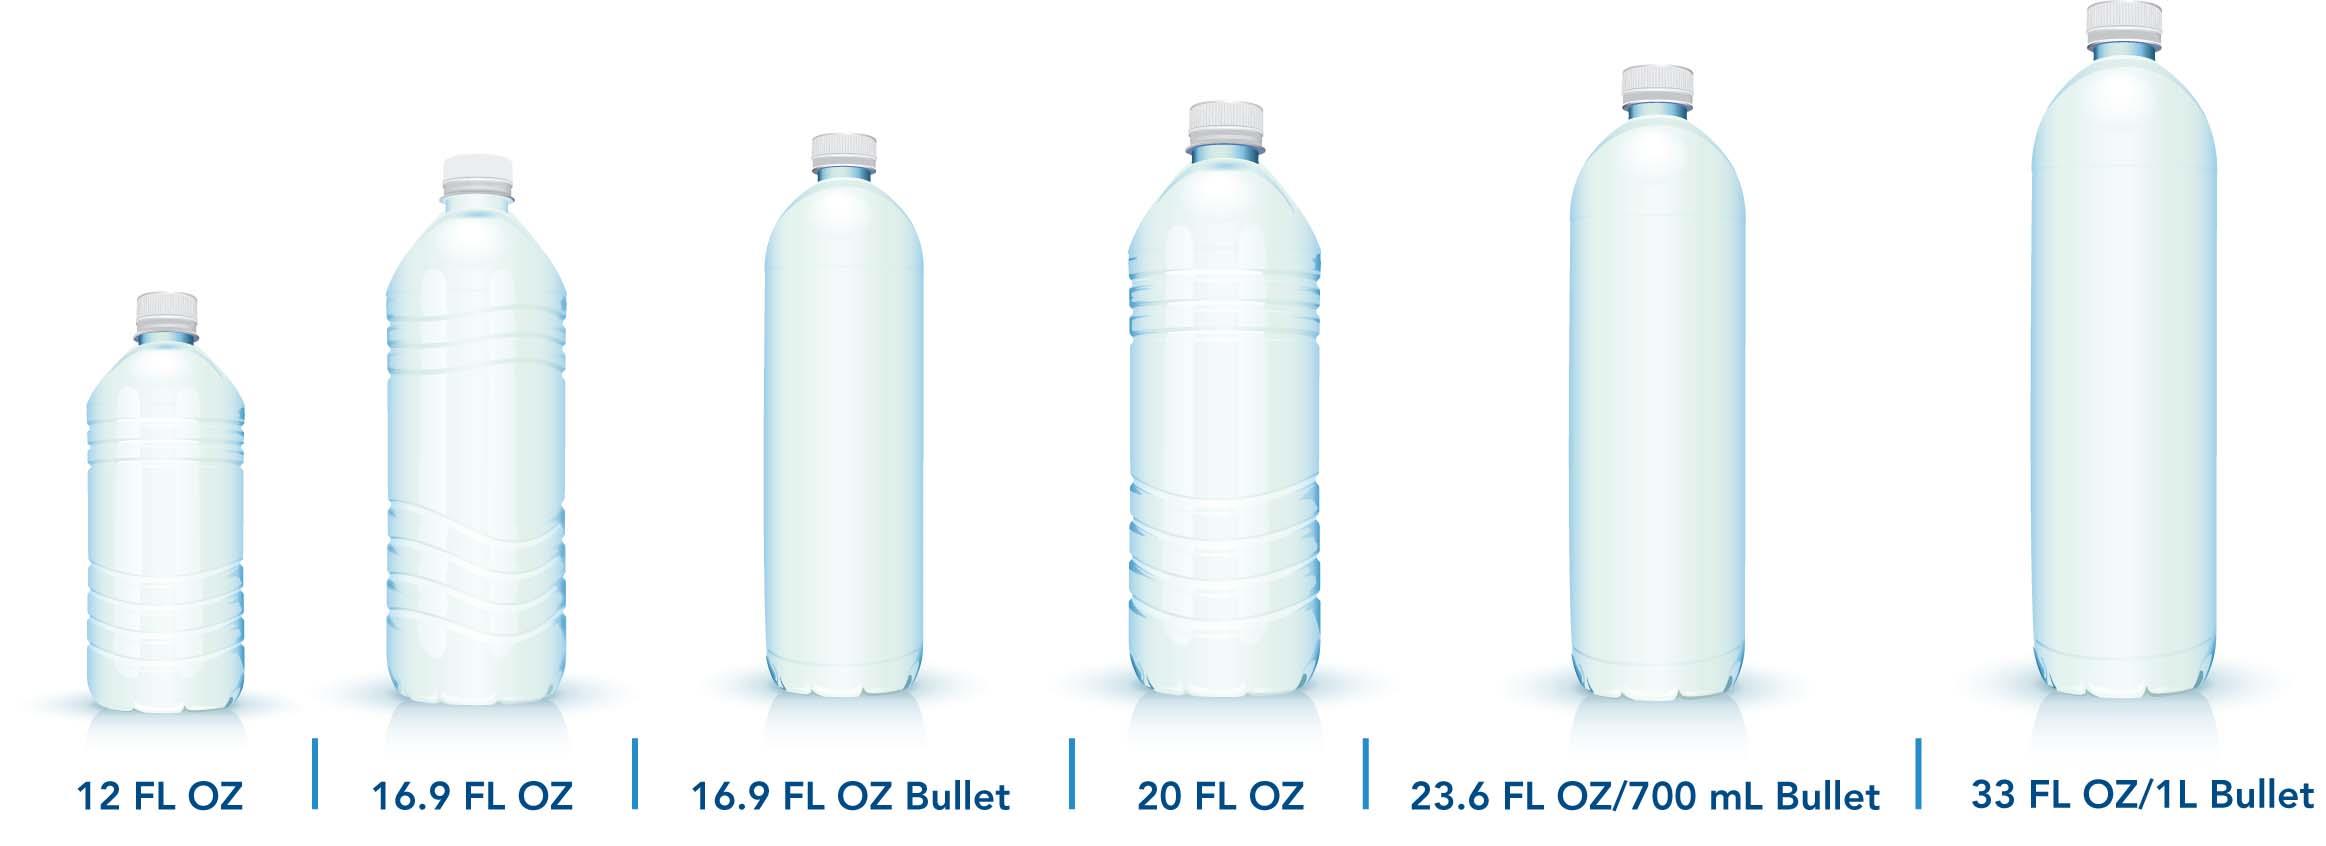 12 FL OZ
16.9 FL OZ
16.9 FL OZ Bullet
20 FL OZ
23.6 FL OZ/700 mL Bullet
33 FL OZ/1L Bullet